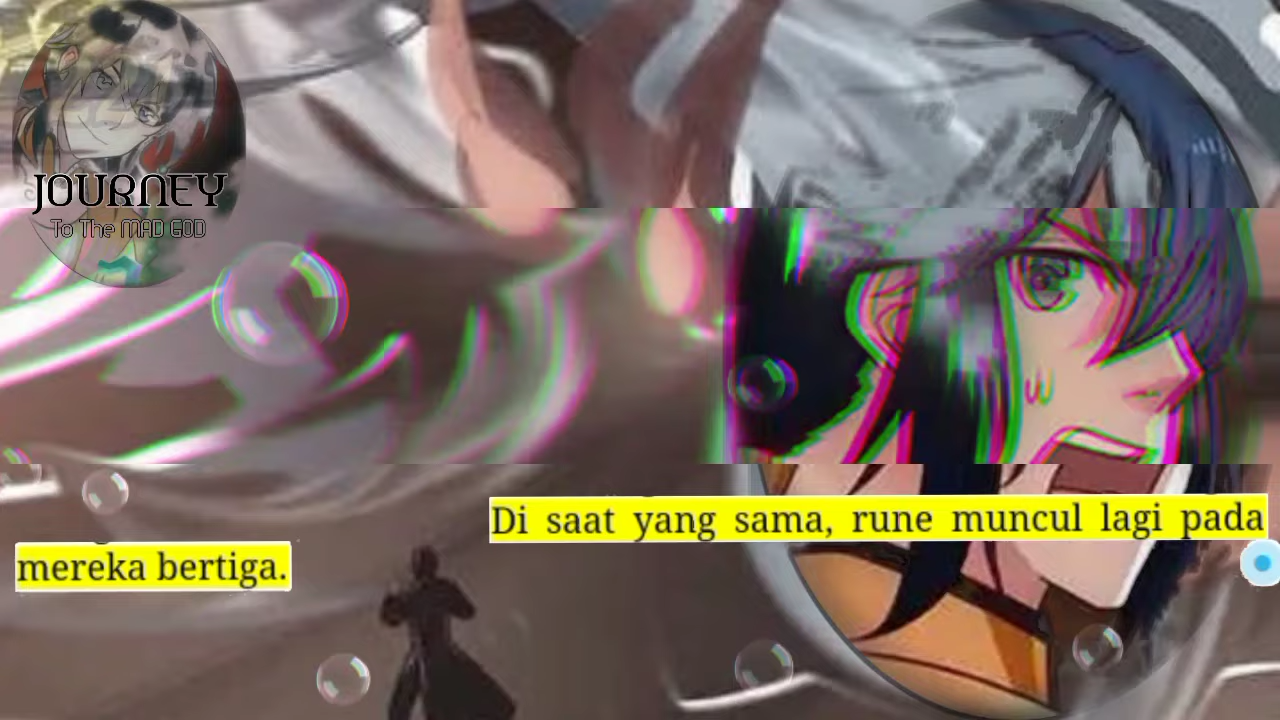 JOURNEY
To The MAD GOD
Di saat yang sama, rune muncul lagi pada
mereka bertiga.